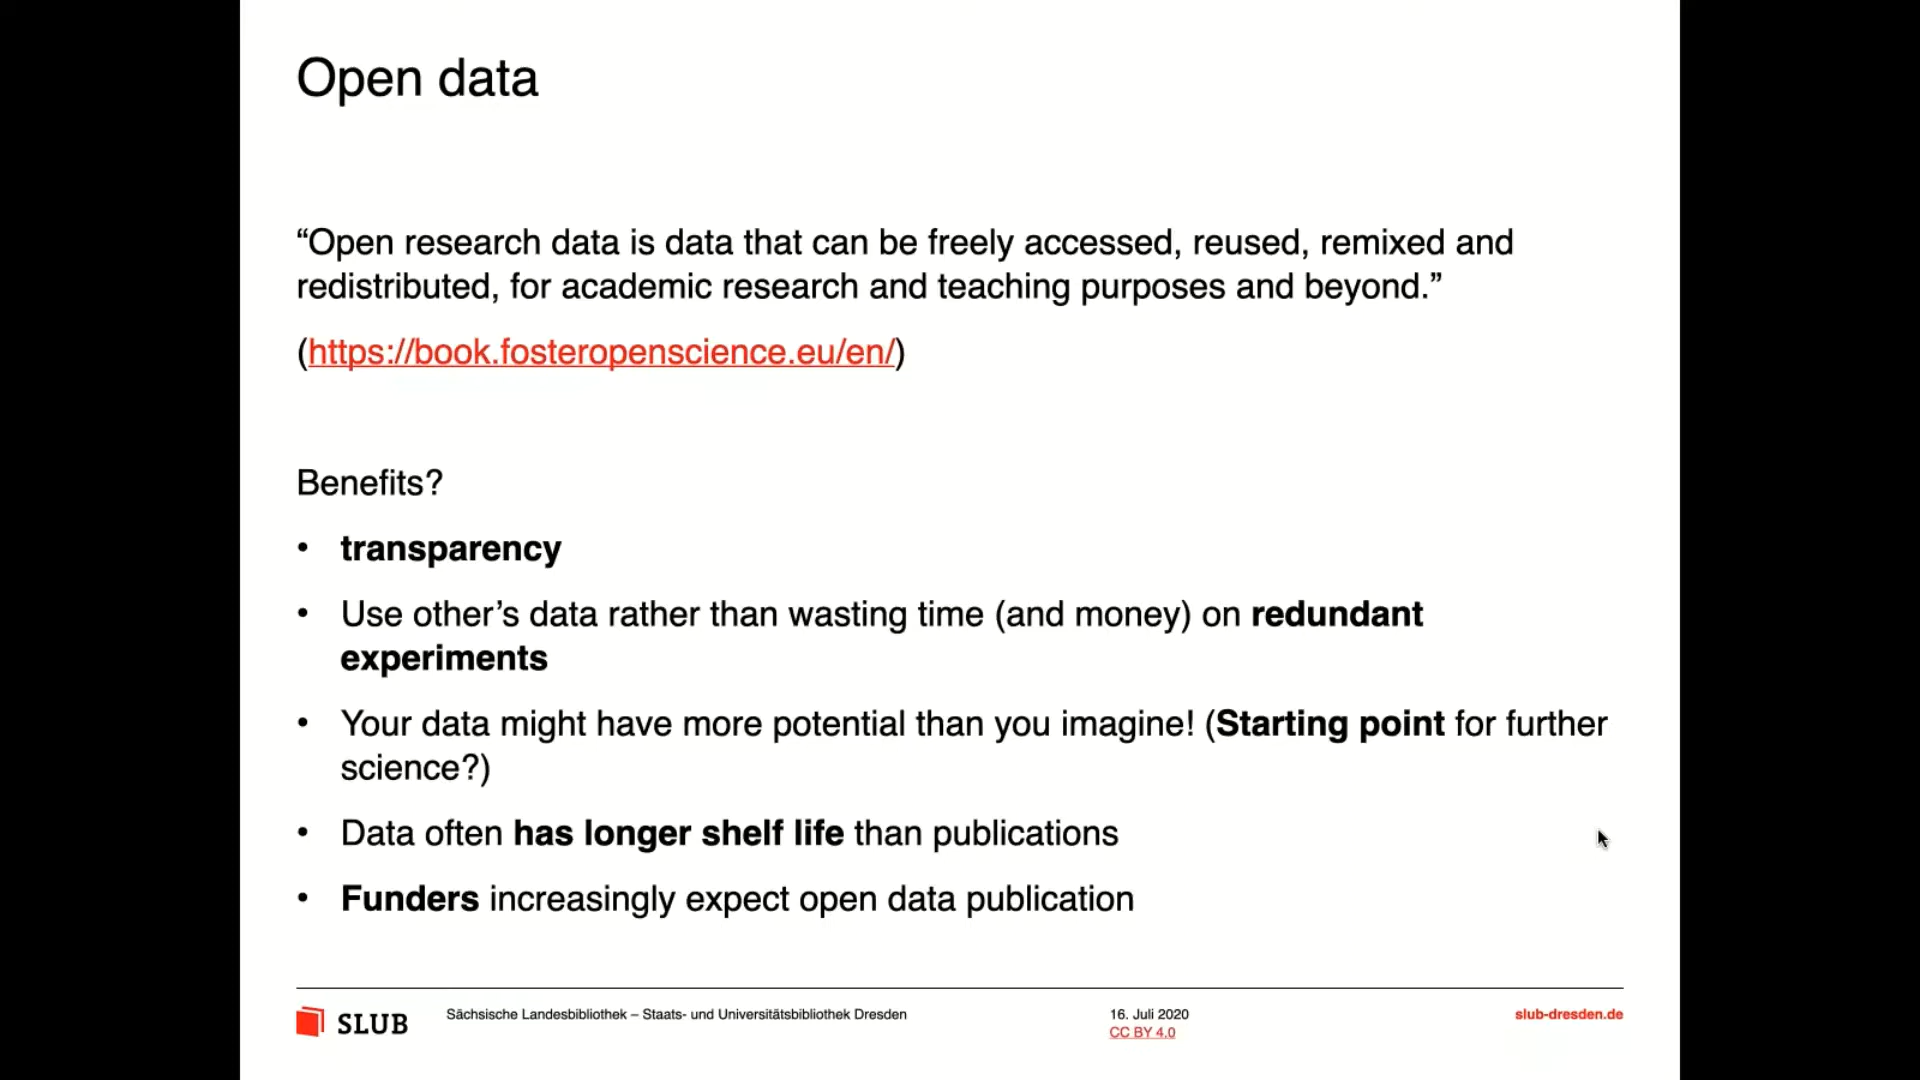 Open data
“Open research data is data that can be freely accessed, reused, remixed and
redistributed, for academic research and teaching purposes and beyond.”
(https://book.fosteropenscience.eu/en/)
Benefits?
• transparency
• Use other’s data rather than wasting time (and money) on redundant
experiments
• Your data might have more potential than you imagine! (Starting point for further
science?)
• Data often has longer shelf life than publications
• Funders increasingly expect open data publication
SLUB
Sächsische Landesbibliothek – Staats- und Universitätsbibliothek Dresden
16. Juli 2020
CC BY 4.0
slub-dresden.de